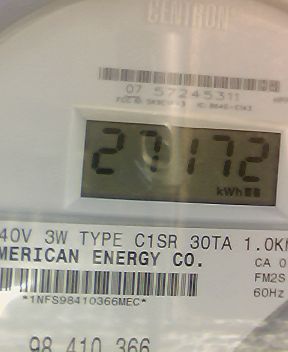 CENTRON
07 57245311
27172
kWh
40V 3W TYPE C1SR 30TA 1.0K
MERICAN ENERGY CO.
CA 0
FM2S
60Hz
*1NFS98410366MEC*
98 410 366